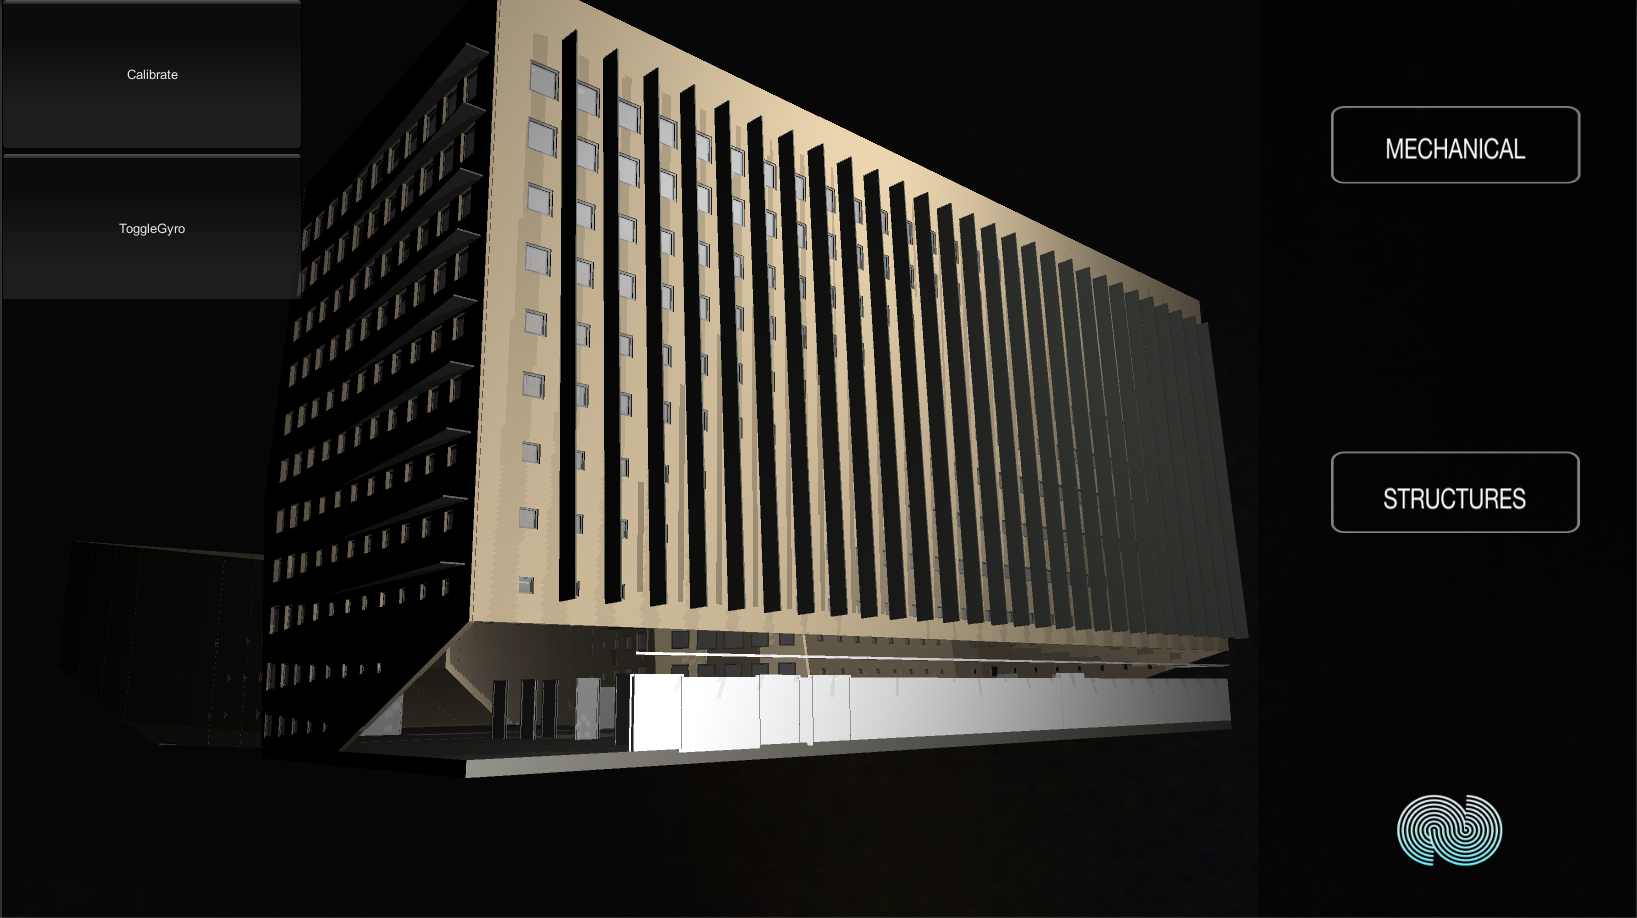 Calibrate
ToggleGyro
MECHANICAL
STRUCTURES